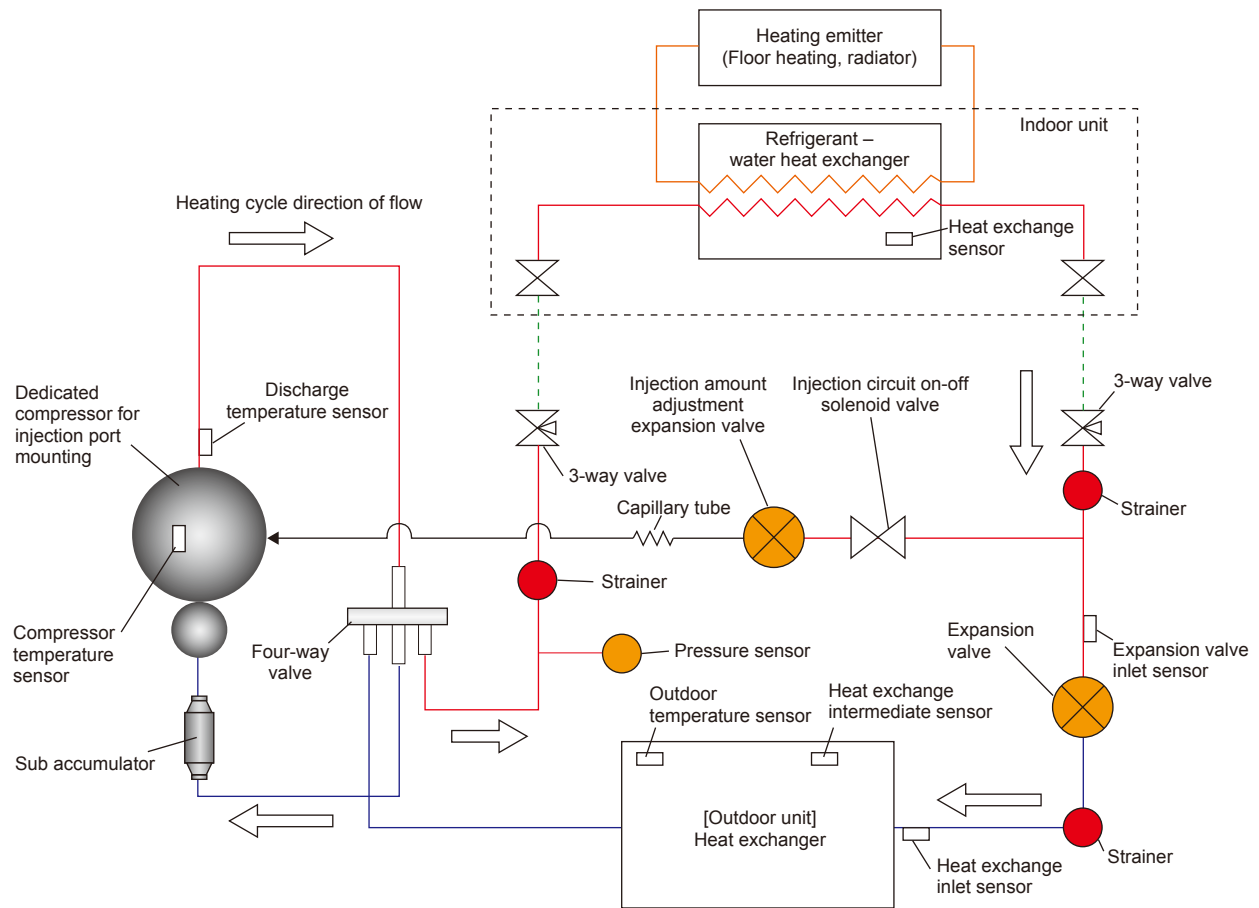 Heating emitter
(Floor heating, radiator)
Indoor unit
Refrigerant –
water heat exchanger
Heat exchange
sensor
Heating cycle direction of flow
Dedicated
compressor for
injection port
mounting
Discharge
temperature sensor
Injection amount
adjustment
expansion valve
Injection circuit on-off
solenoid valve
3-way valve
3-way valve
Capillary tube
Strainer
Strainer
Compressor
temperature
sensor
Four-way
valve
Pressure sensor
Expansion
valve
Expansion valve
inlet sensor
Outdoor
temperature sensor
Heat exchange
intermediate sensor
Sub accumulator
[Outdoor unit]
Heat exchanger
Heat exchange
inlet sensor
Strainer